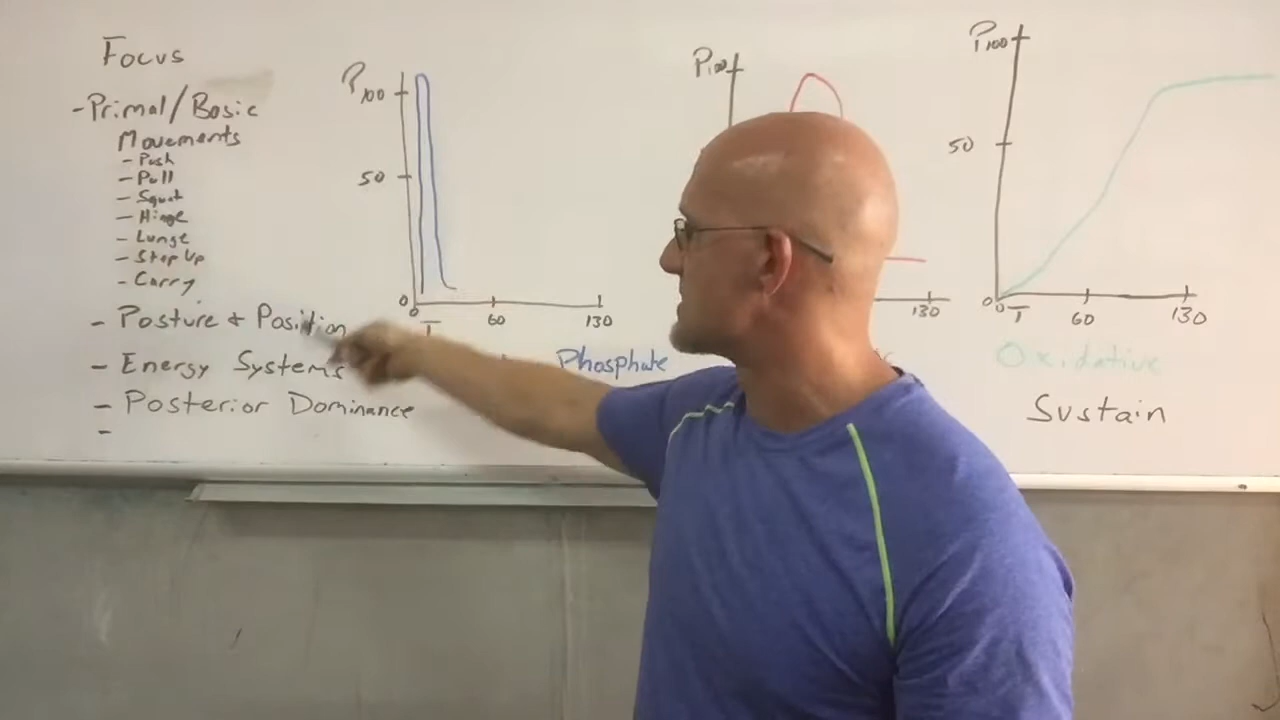 Focus
- Primal/Basic
Movements
- Push
- Pull
- Squat
- Hinge
- Lunge
- Step Up
- Carry
- Posture + Position
- Energy Systems
- Posterior Dominance
-
P100
50
0
T
60
130
Phosphate
P100
130
P100
50
0
T
60
130
Oxidative
Sustain